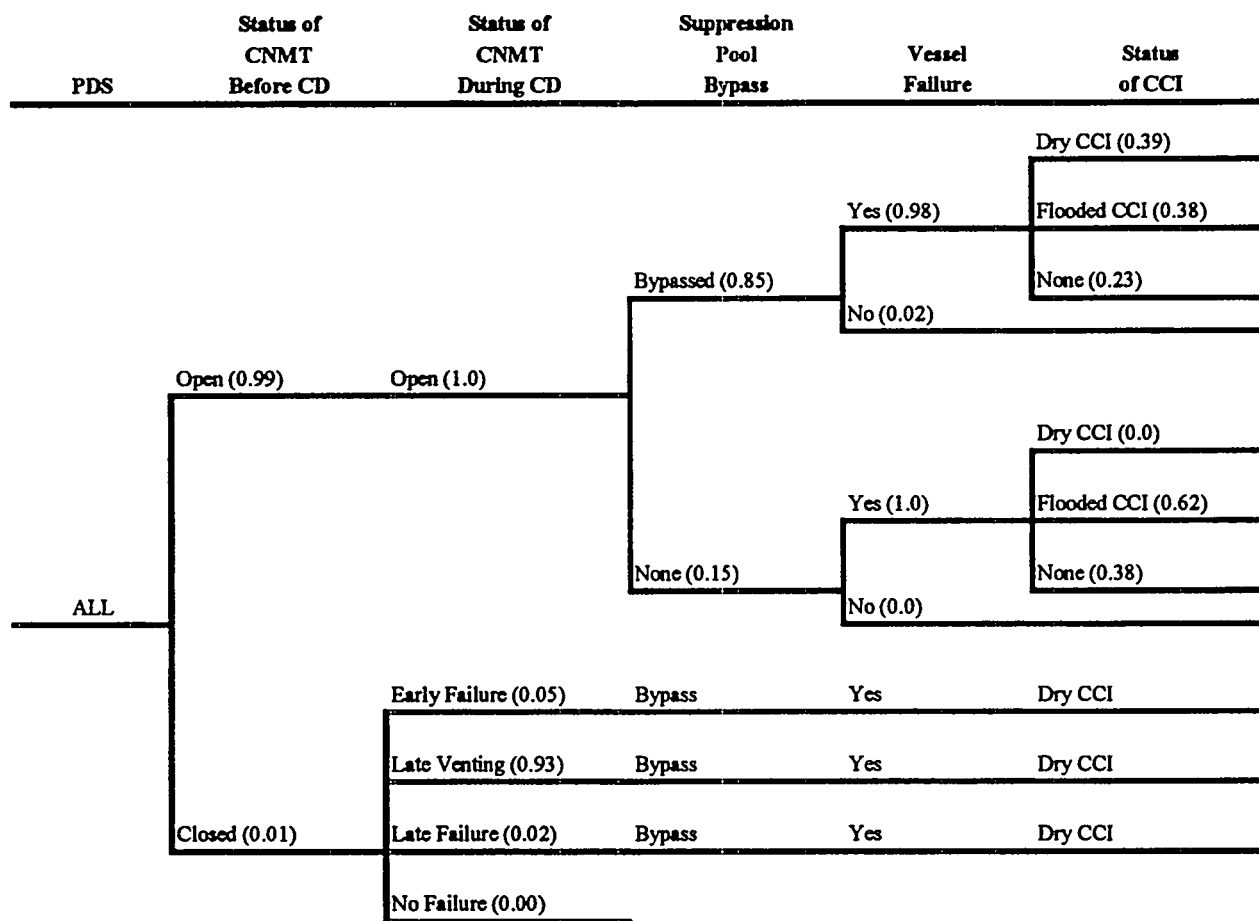 Status of
CNMT
Before CD
Status of
CNMT
During CD
Suppression
Pool
Bypass
Vessel
Failure
Status
of CCI
PDS
Dry CCI (0.39)
Yes (0.98)
Flooded CCI (0.38)
Bypassed (0.85)
None (0.23)
No (0.02)
Open (0.99)
Open (1.0)
Dry CCI (0.0)
Yes (1.0)
Flooded CCI (0.62)
None (0.15)
None (0.38)
ALL
No (0.0)
Early Failure (0.05)
Bypass
Yes
Dry CCI
Late Venting (0.93)
Bypass
Yes
Dry CCI
Closed (0.01)
Late Failure (0.02)
Bypass
Yes
Dry CCI
No Failure (0.00)